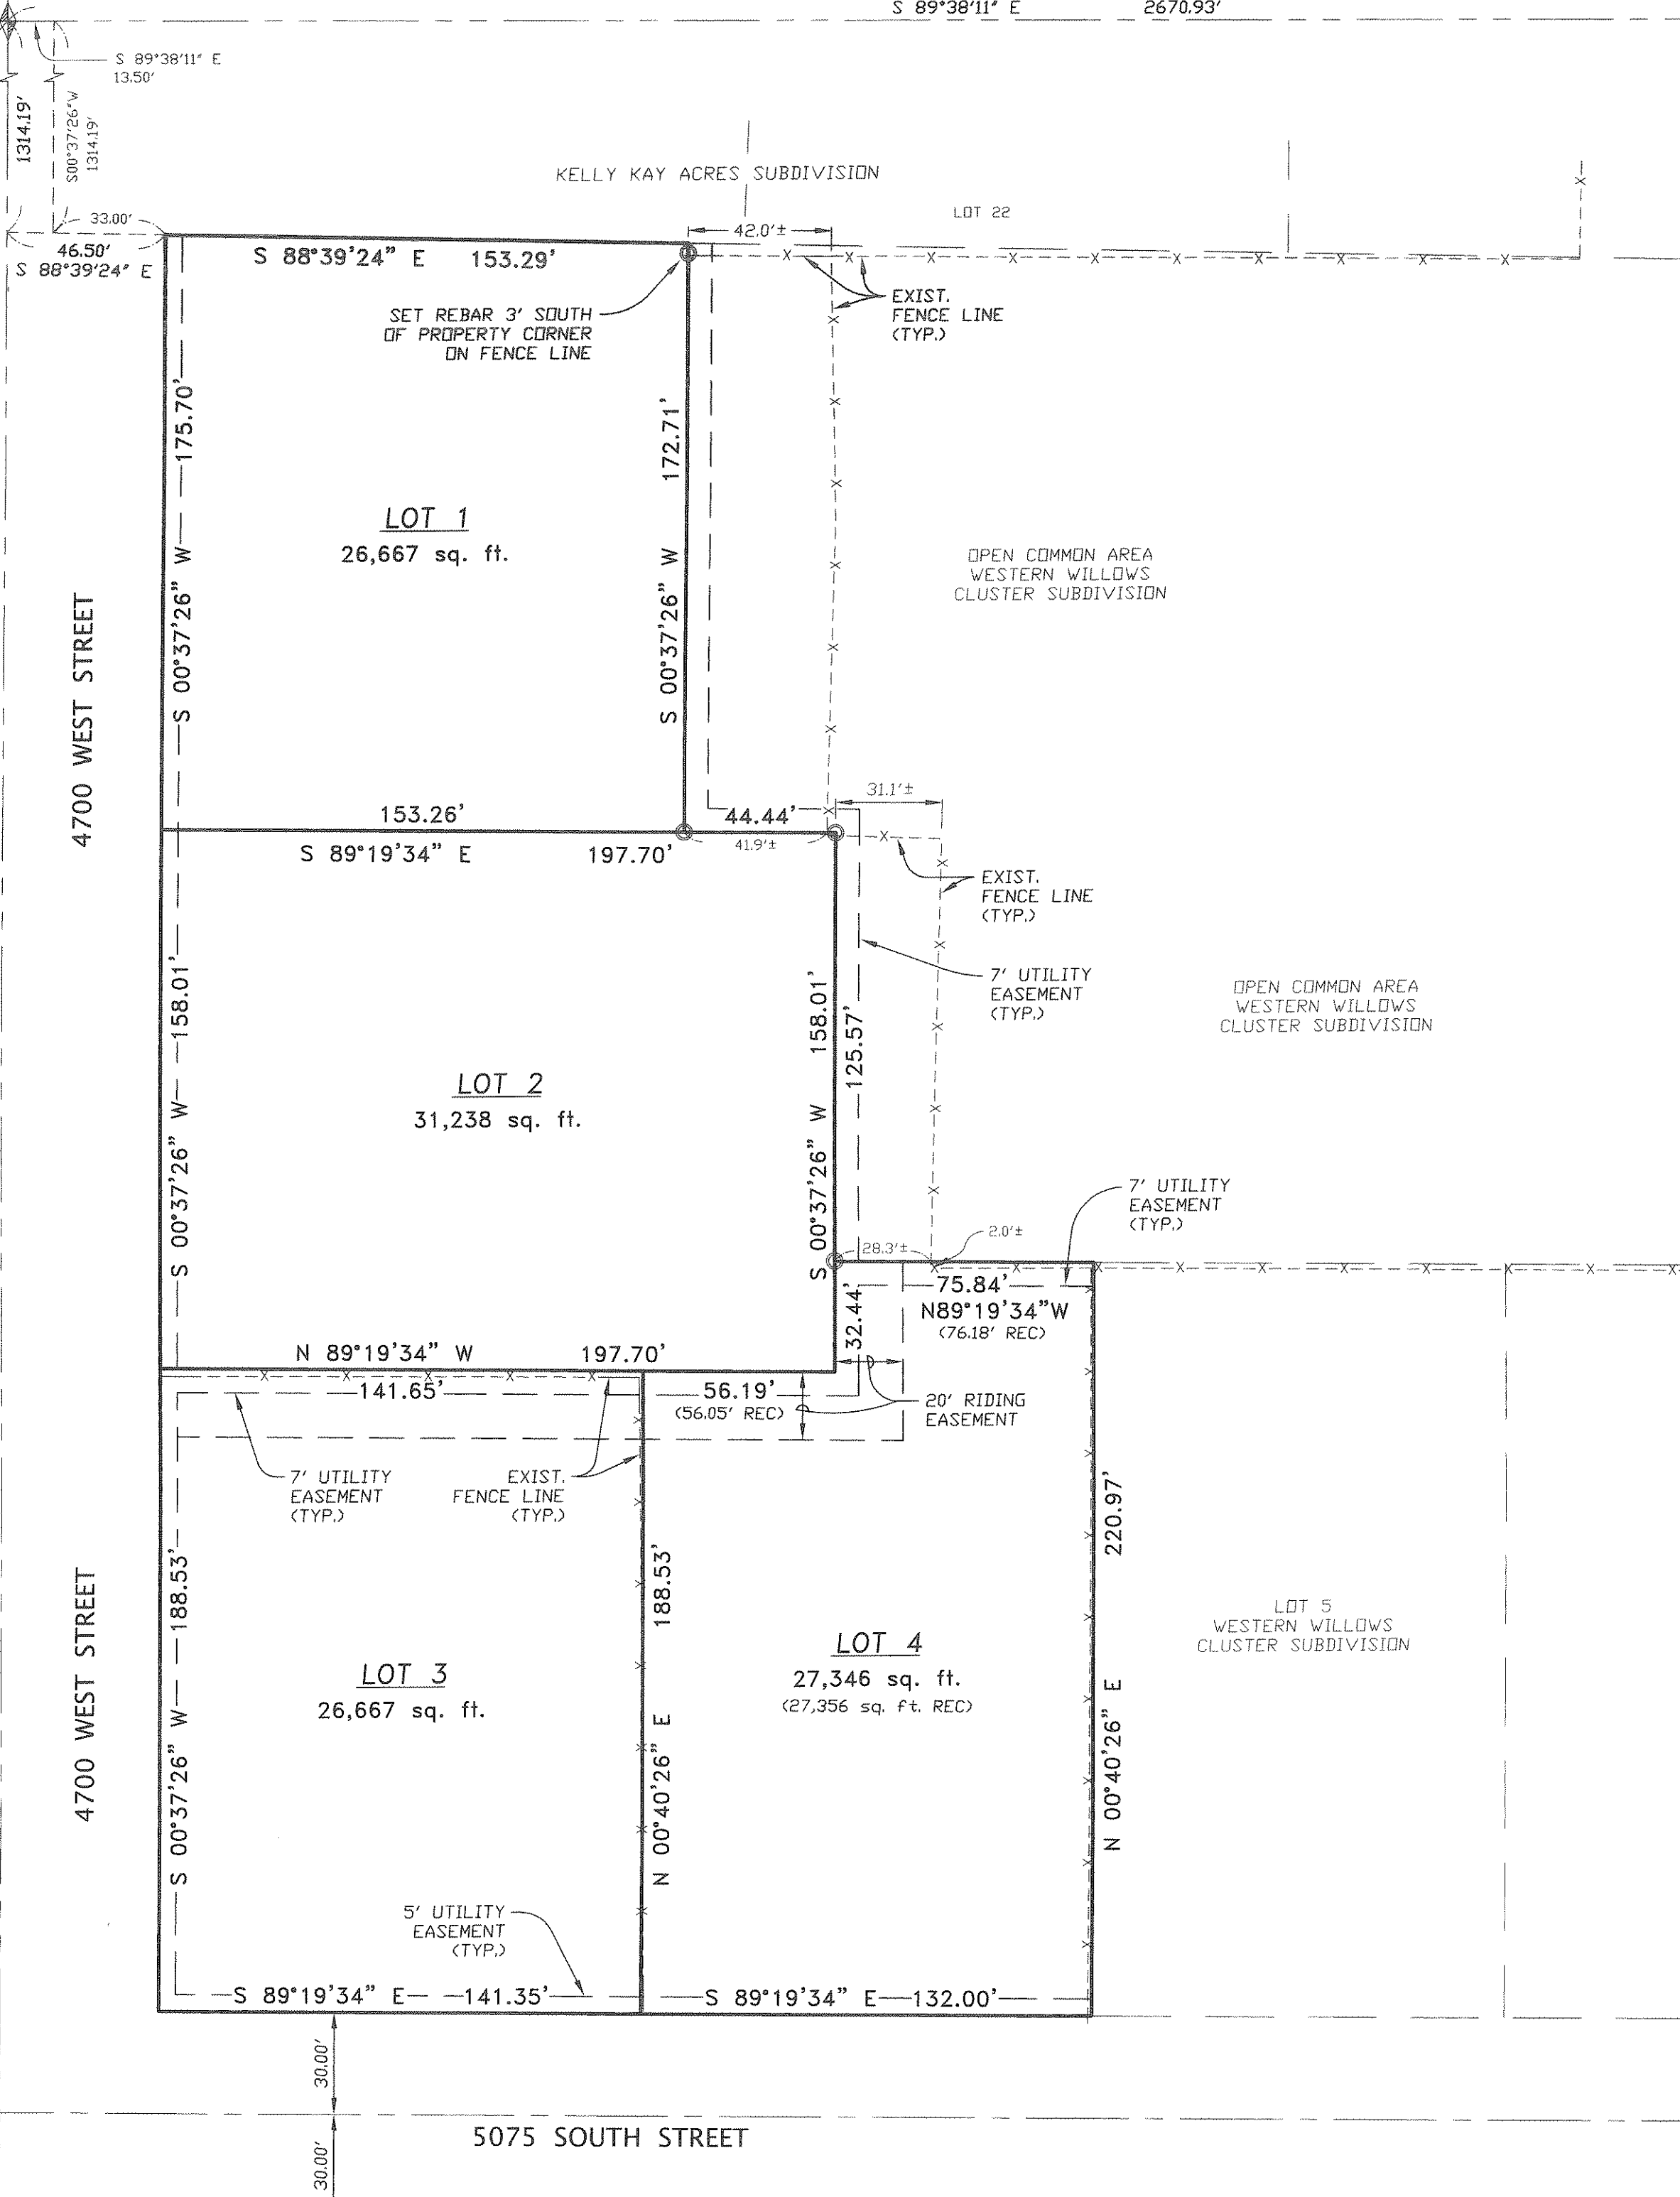 S 89°38'11" E 2670.93'
S 89°38'11" E
13.50'
1314.19'
S00°37'26"W
1314.19'
KELLY KAY ACRES SUBDIVISION
LOT 22
33.00'
46.50'
S 88°39'24" E
S 88°39'24" E 153.29'
42.0'±
SET REBAR 3' SOUTH
OF PROPERTY CORNER
ON FENCE LINE
EXIST.
FENCE LINE
(TYP.)
S 00°37'26" W 175.70'
S 00°37'26" W 172.71'
LOT 1
26,667 sq. ft.
OPEN COMMON AREA
WESTERN WILLOWS
CLUSTER SUBDIVISION
4700 WEST STREET
153.26'
44.44'
31.1'±
S 89°19'34" E 197.70'
41.9'±
EXIST.
FENCE LINE
(TYP.)
7' UTILITY
EASEMENT
(TYP.)
S 00°37'26" W 158.01'
S 00°37'26" W 158.01'
125.57'
OPEN COMMON AREA
WESTERN WILLOWS
CLUSTER SUBDIVISION
LOT 2
31,238 sq. ft.
7' UTILITY
EASEMENT
(TYP.)
28.3'±
2.0'±
75.84'
N89°19'34"W
(76.18' REC)
32.44'
N 89°19'34" W 197.70'
141.65'
56.19'
(56.05' REC)
20' RIDING
EASEMENT
7' UTILITY
EASEMENT
(TYP.)
EXIST.
FENCE LINE
(TYP.)
S 00°37'26" W 188.53'
N 00°40'26" E 188.53'
N 00°40'26" E 220.97'
4700 WEST STREET
LOT 3
26,667 sq. ft.
LOT 4
27,346 sq. ft.
(27,356 sq. ft. REC)
LOT 5
WESTERN WILLOWS
CLUSTER SUBDIVISION
5' UTILITY
EASEMENT
(TYP.)
S 89°19'34" E 141.35'
S 89°19'34" E 132.00'
30.00'
5075 SOUTH STREET
30.00'